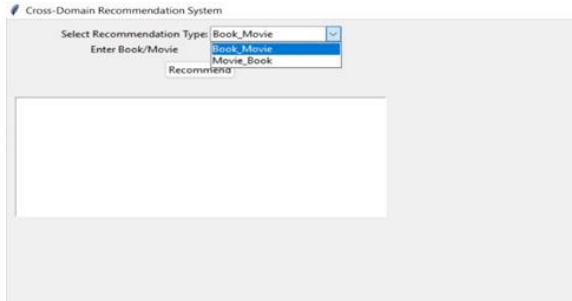 Cross-Domain Recommendation System
Select Recommendation Type: Book_Movie
Enter Book/Movie Book_Movie
Movie_Book
Recommend